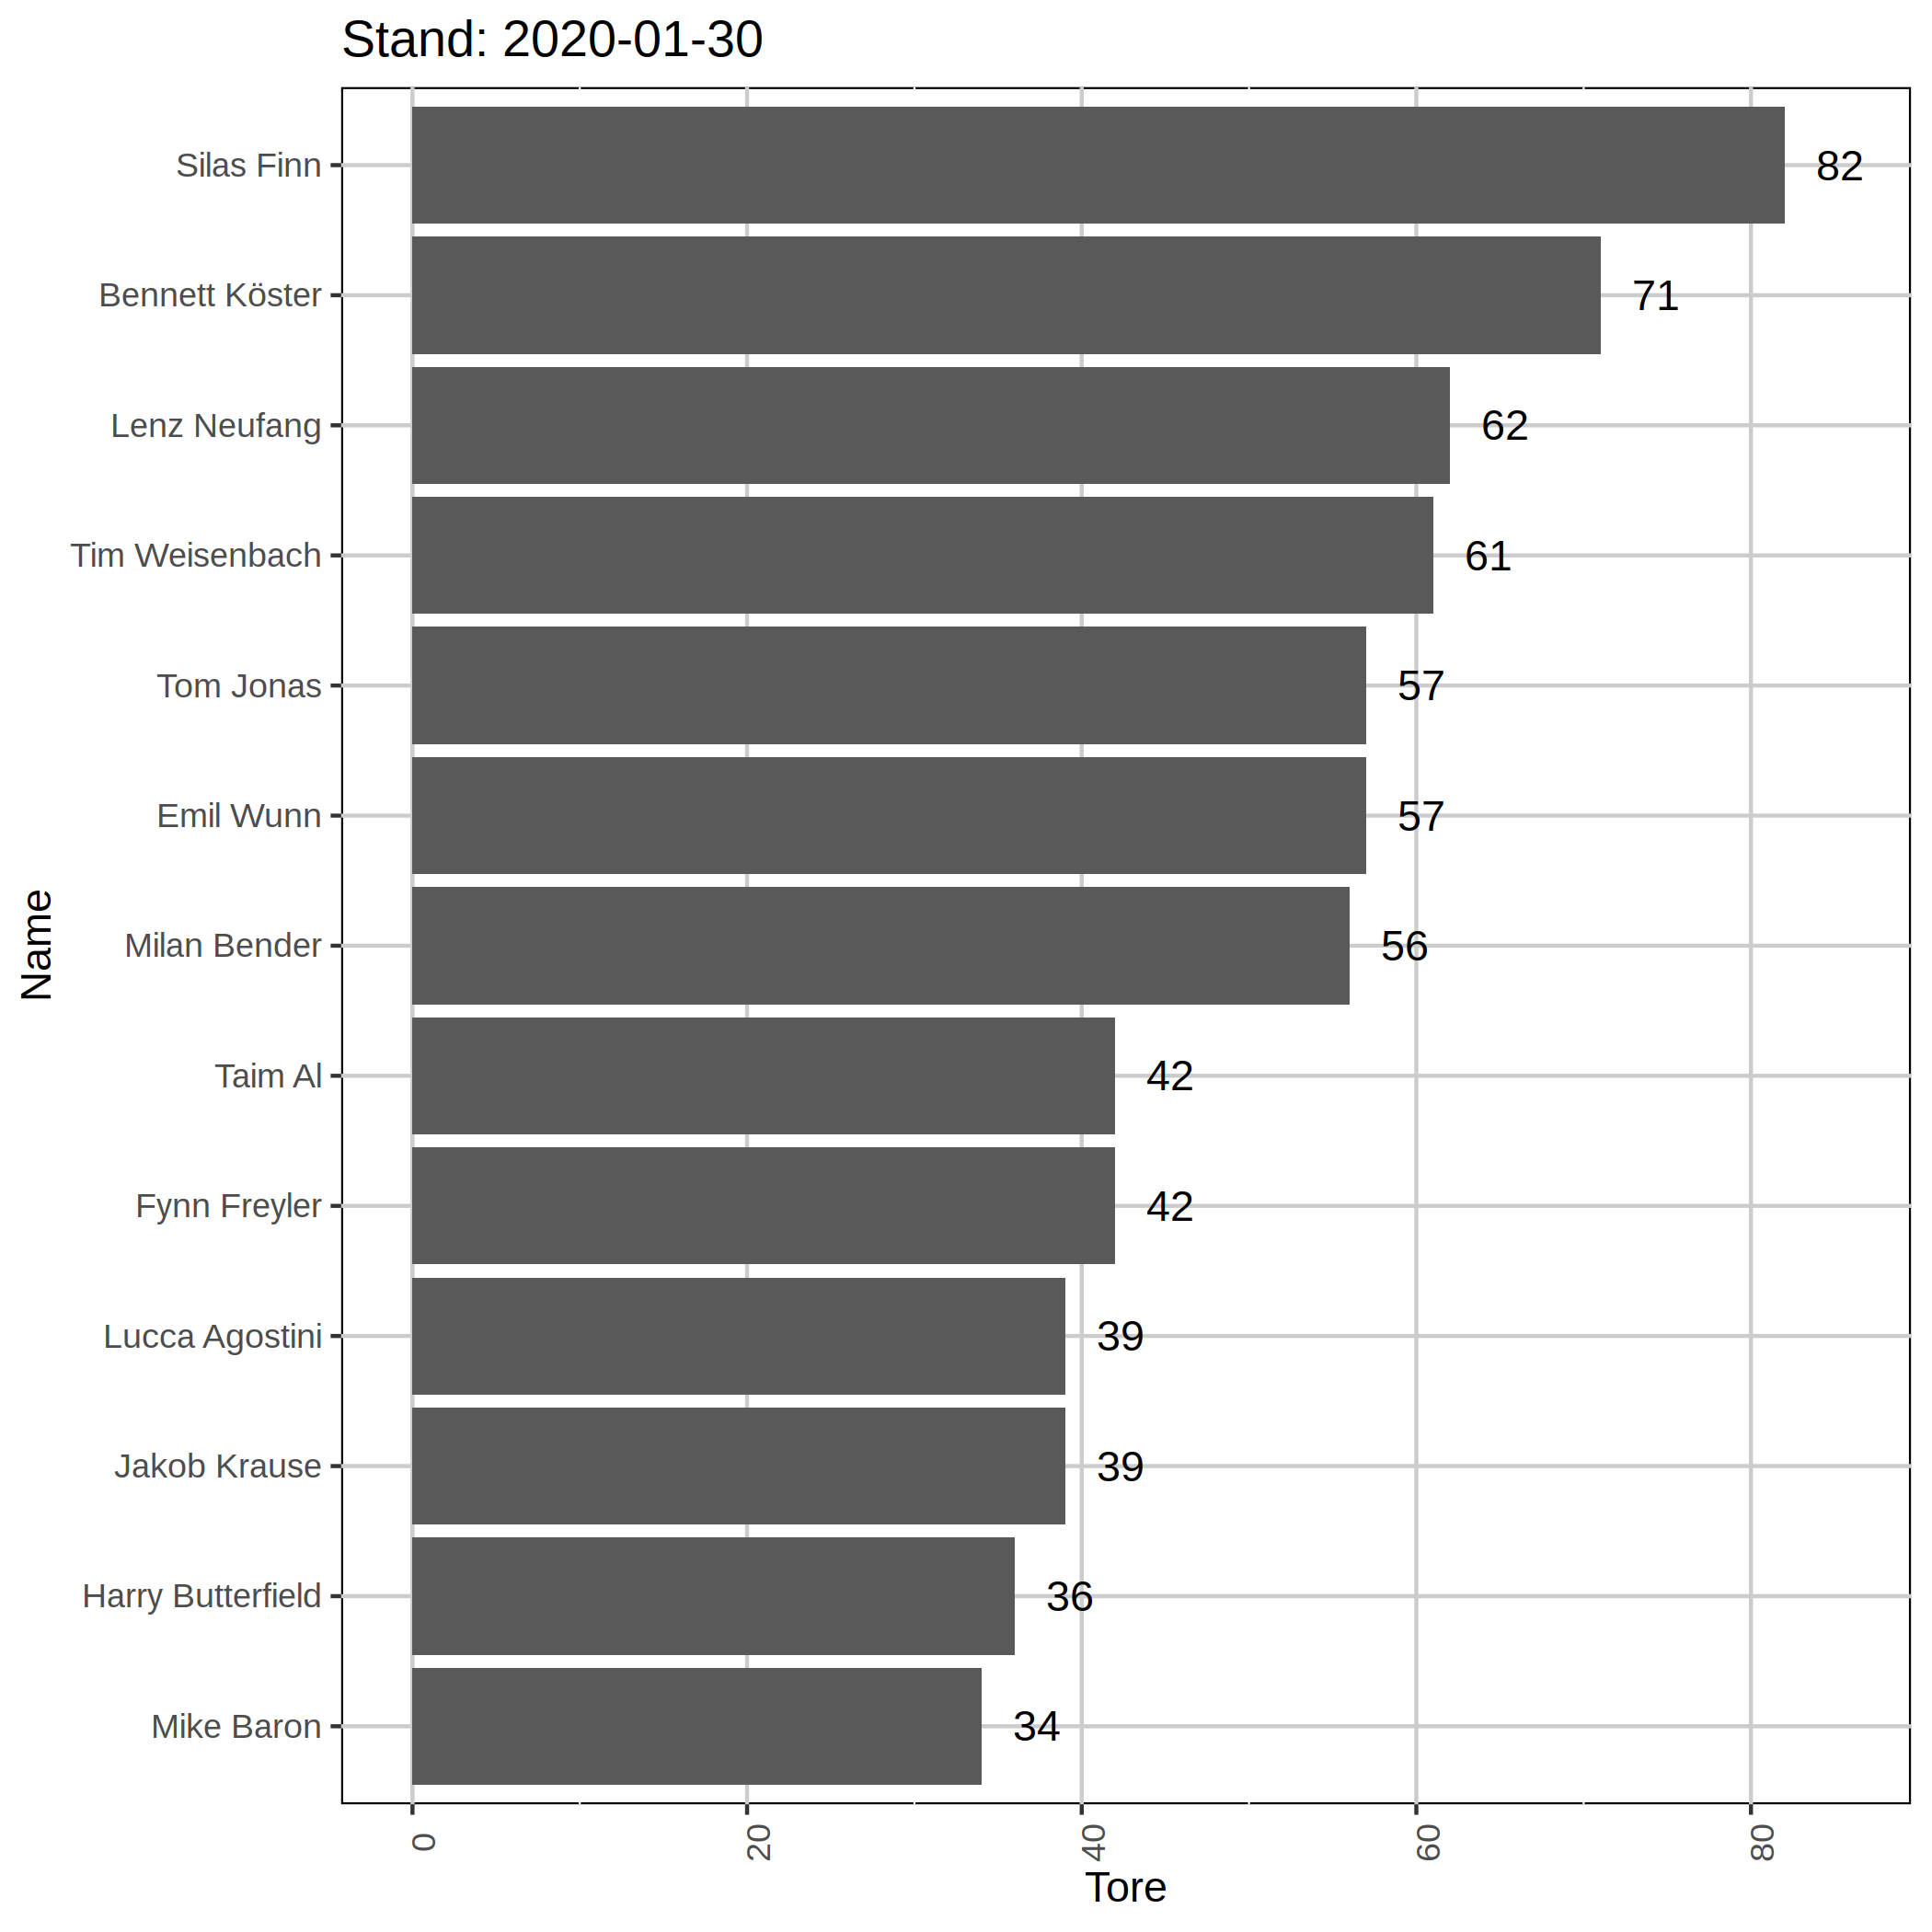 Stand: 2020-01-30
Silas Finn 82
Bennett Köster 71
Lenz Neufang 62
Tim Weisenbach 61
Tom Jonas 57
Emil Wunn 57
Milan Bender 56
Taim Al 42
Fynn Freyler 42
Lucca Agostini 39
Jakob Krause 39
Harry Butterfield 36
Mike Baron 34
Name
0 20 40 60 80
Tore